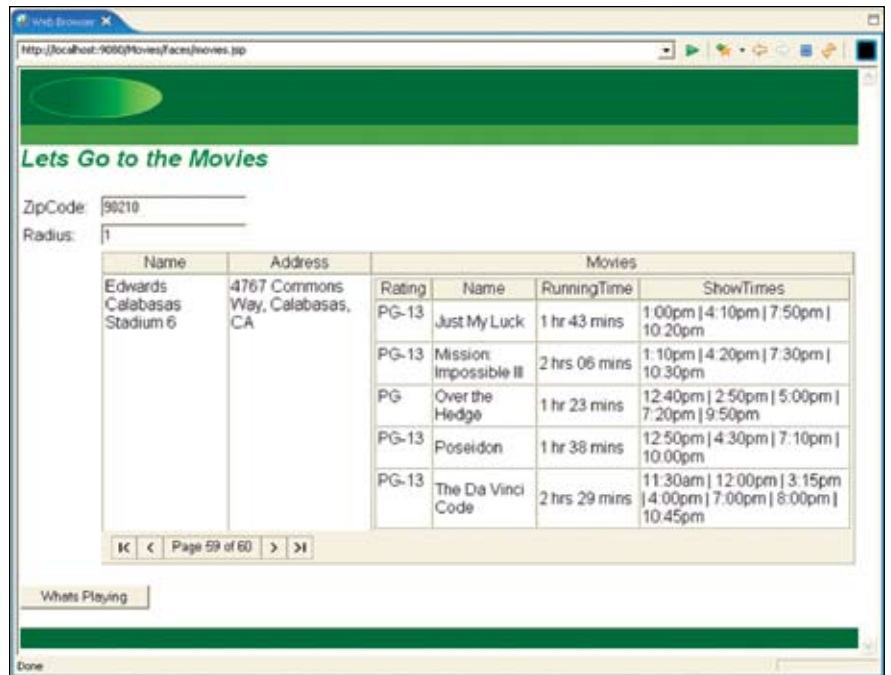 Web Browser
http://localhost:9080/Movies/faces/movies.jsp
Lets Go to the Movies
ZipCode: 90210
Radius: 1
Name Address Movies
Edwards
Calabasas
Stadium 6
4767 Commons
Way, Calabasas,
CA
Rating Name RunningTime ShowTimes
PG-13 Just My Luck 1 hr 43 mins 1:00pm | 4:10pm | 7:50pm |
10:20pm
PG-13 Mission:
Impossible III 2 hrs 06 mins 1:10pm | 4:20pm | 7:30pm |
10:30pm
PG Over the
Hedge 1 hr 23 mins 12:40pm | 2:50pm | 5:00pm |
7:20pm | 9:50pm
PG-13 Poseidon 1 hr 38 mins 12:50pm | 4:30pm | 7:10pm |
10:00pm
PG-13 The Da Vinci
Code 2 hrs 29 mins 11:30am | 12:00pm | 3:15pm
| 4:00pm | 7:00pm | 8:00pm |
10:45pm
Page 59 of 60
Whats Playing
Done